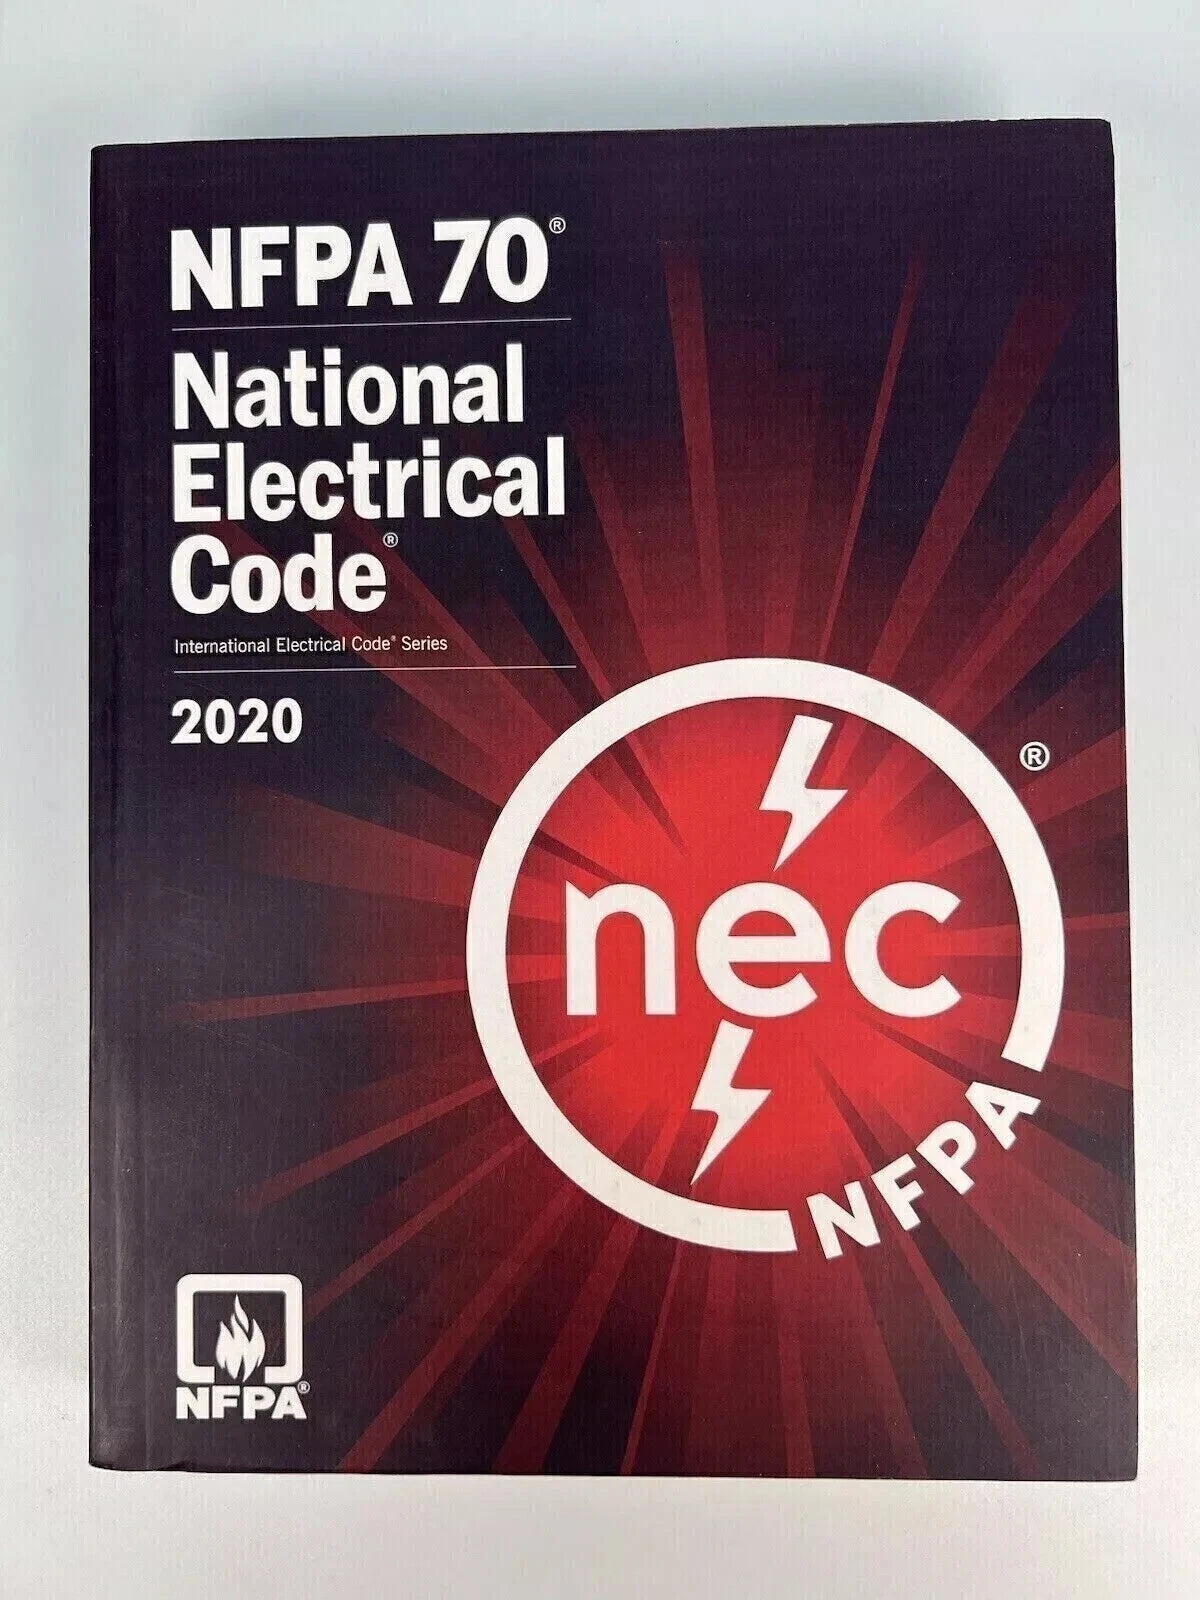 NFPA 70®
National
Electrical
Code®
International Electrical Code® Series
2020
®
nec
NFPA
NFPA®